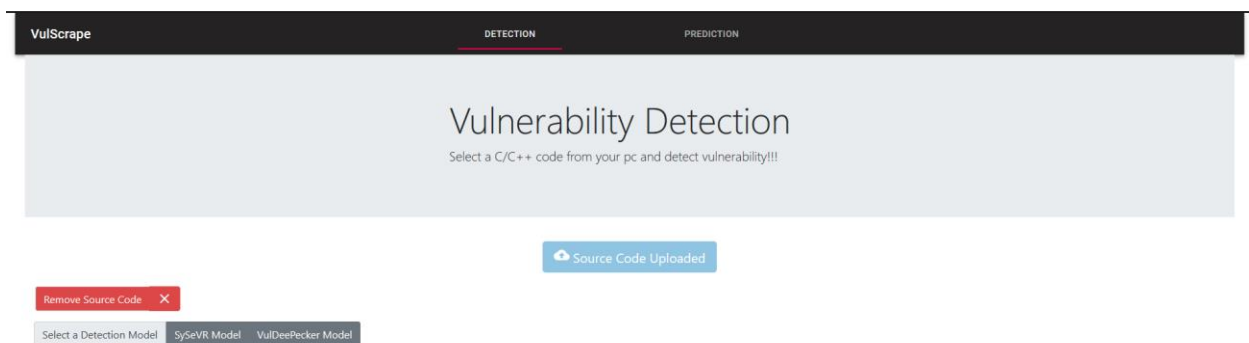 VulScrape DETECTION PREDICTION
Vulnerability Detection
Select a C/C++ code from your pc and detect vulnerability!!!
Source Code Uploaded
Remove Source Code X
Select a Detection Model SySeVR Model VulDeePecker Model